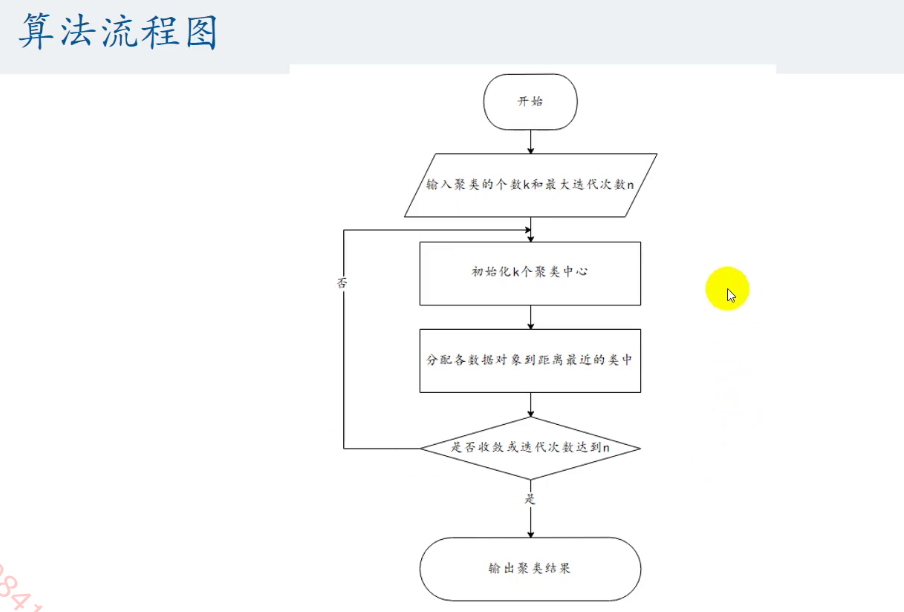 算法流程图
开始
输入聚类的个数k和最大迭代次数n
初始化k个聚类中心
否
分配各数据对象到距离最近的类中
是否收敛或迭代次数达到n
是
输出聚类结果